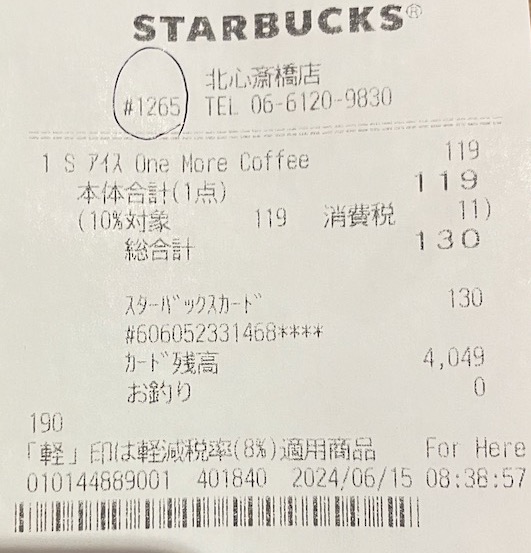 STARBUCKS®
北心斎橋店
#1265 TEL 06-6120-9830
1 S アイス One More Coffee 119
本体合計(1点) 119
(10%対象 119 消費税 11)
総合計 130
スターバックスカード 130
#606052331468****
カード残高 4,049
お釣り 0
190
「軽」印は軽減税率(8%)適用商品 For Here
010144889001 401840 2024/06/15 08:38:57